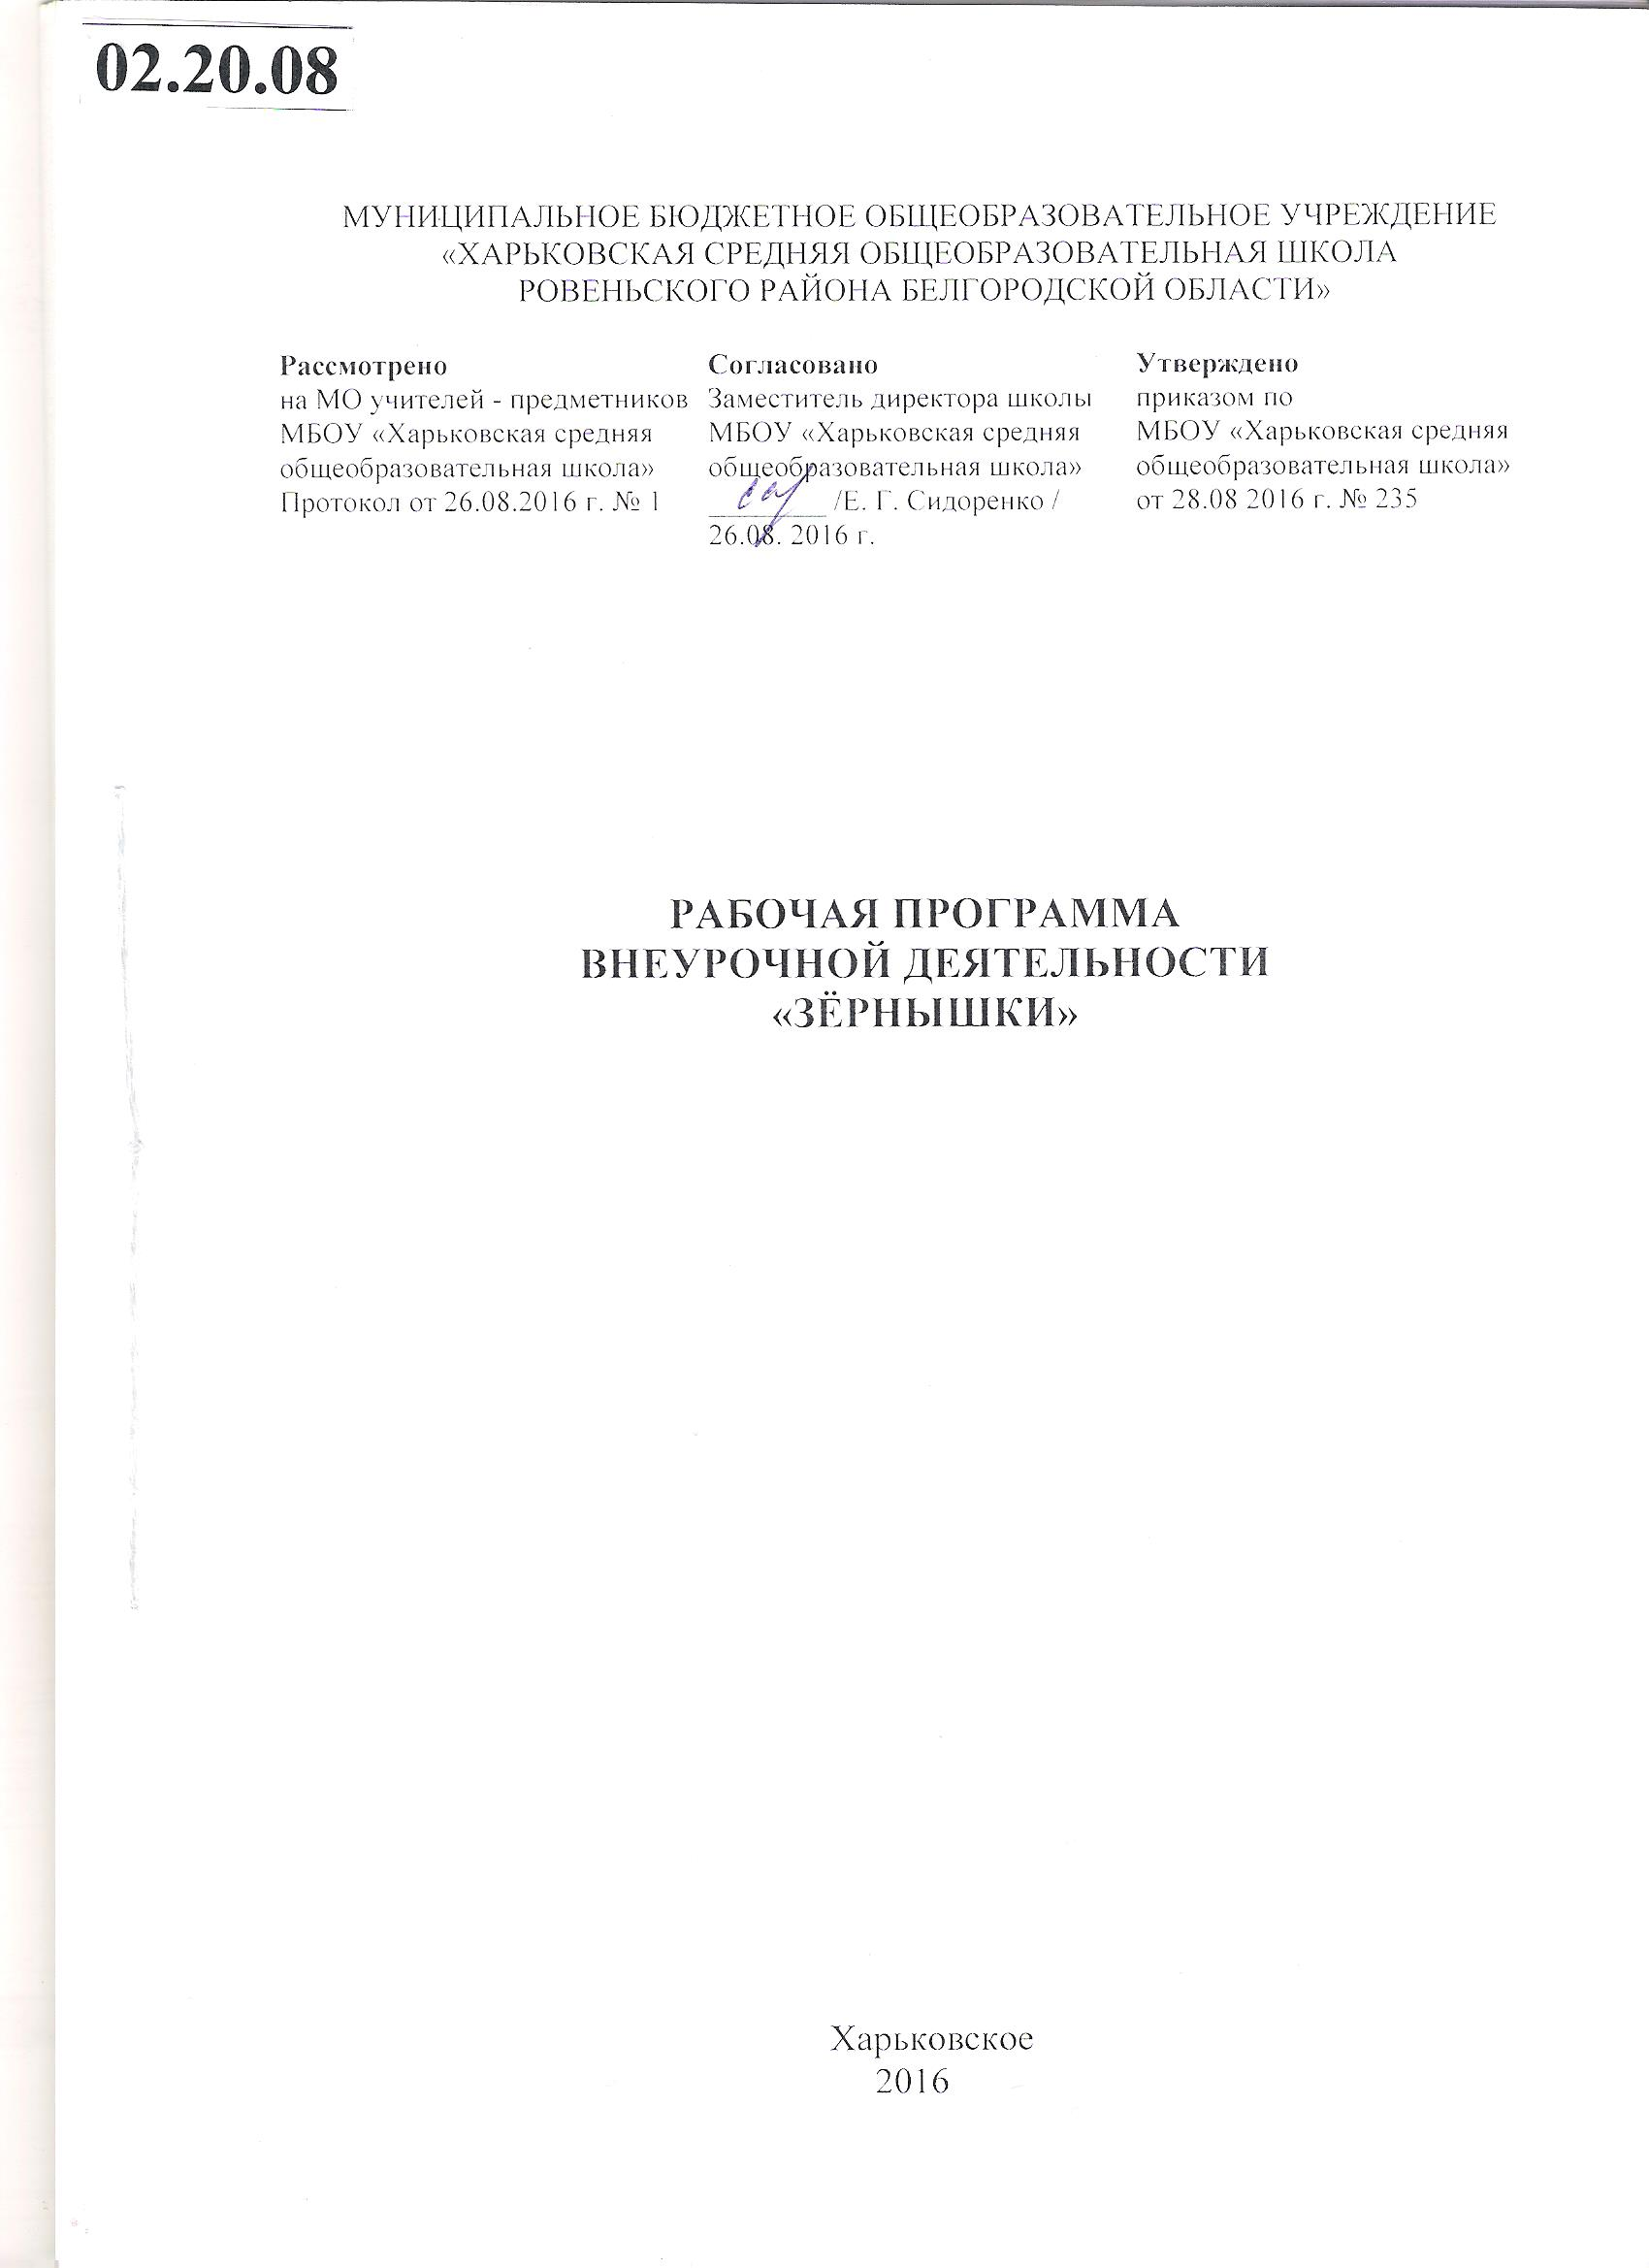 02.20.08
МУНИЦИПАЛЬНОЕ БЮДЖЕТНОЕ ОБЩЕОБРАЗОВАТЕЛЬНОЕ УЧРЕЖДЕНИЕ
«ХАРЬКОВСКАЯ СРЕДНЯЯ ОБЩЕОБРАЗОВАТЕЛЬНАЯ ШКОЛА
РОВЕНЬСКОГО РАЙОНА БЕЛГОРОДСКОЙ ОБЛАСТИ»
Рассмотрено
на МО учителей - предметников
МБОУ «Харьковская средняя
общеобразовательная школа»
Протокол от 26.08.2016 г. № 1
Согласовано
Заместитель директора школы
МБОУ «Харьковская средняя
общеобразовательная школа»
/Е. Г. Сидоренко /
26.08. 2016 г.
Утверждено
приказом по
МБОУ «Харьковская средняя
общеобразовательная школа»
от 28.08 2016 г. № 235
РАБОЧАЯ ПРОГРАММА
ВНЕУРОЧНОЙ ДЕЯТЕЛЬНОСТИ
«ЗЁРНЫШКИ»
Харьковское
2016